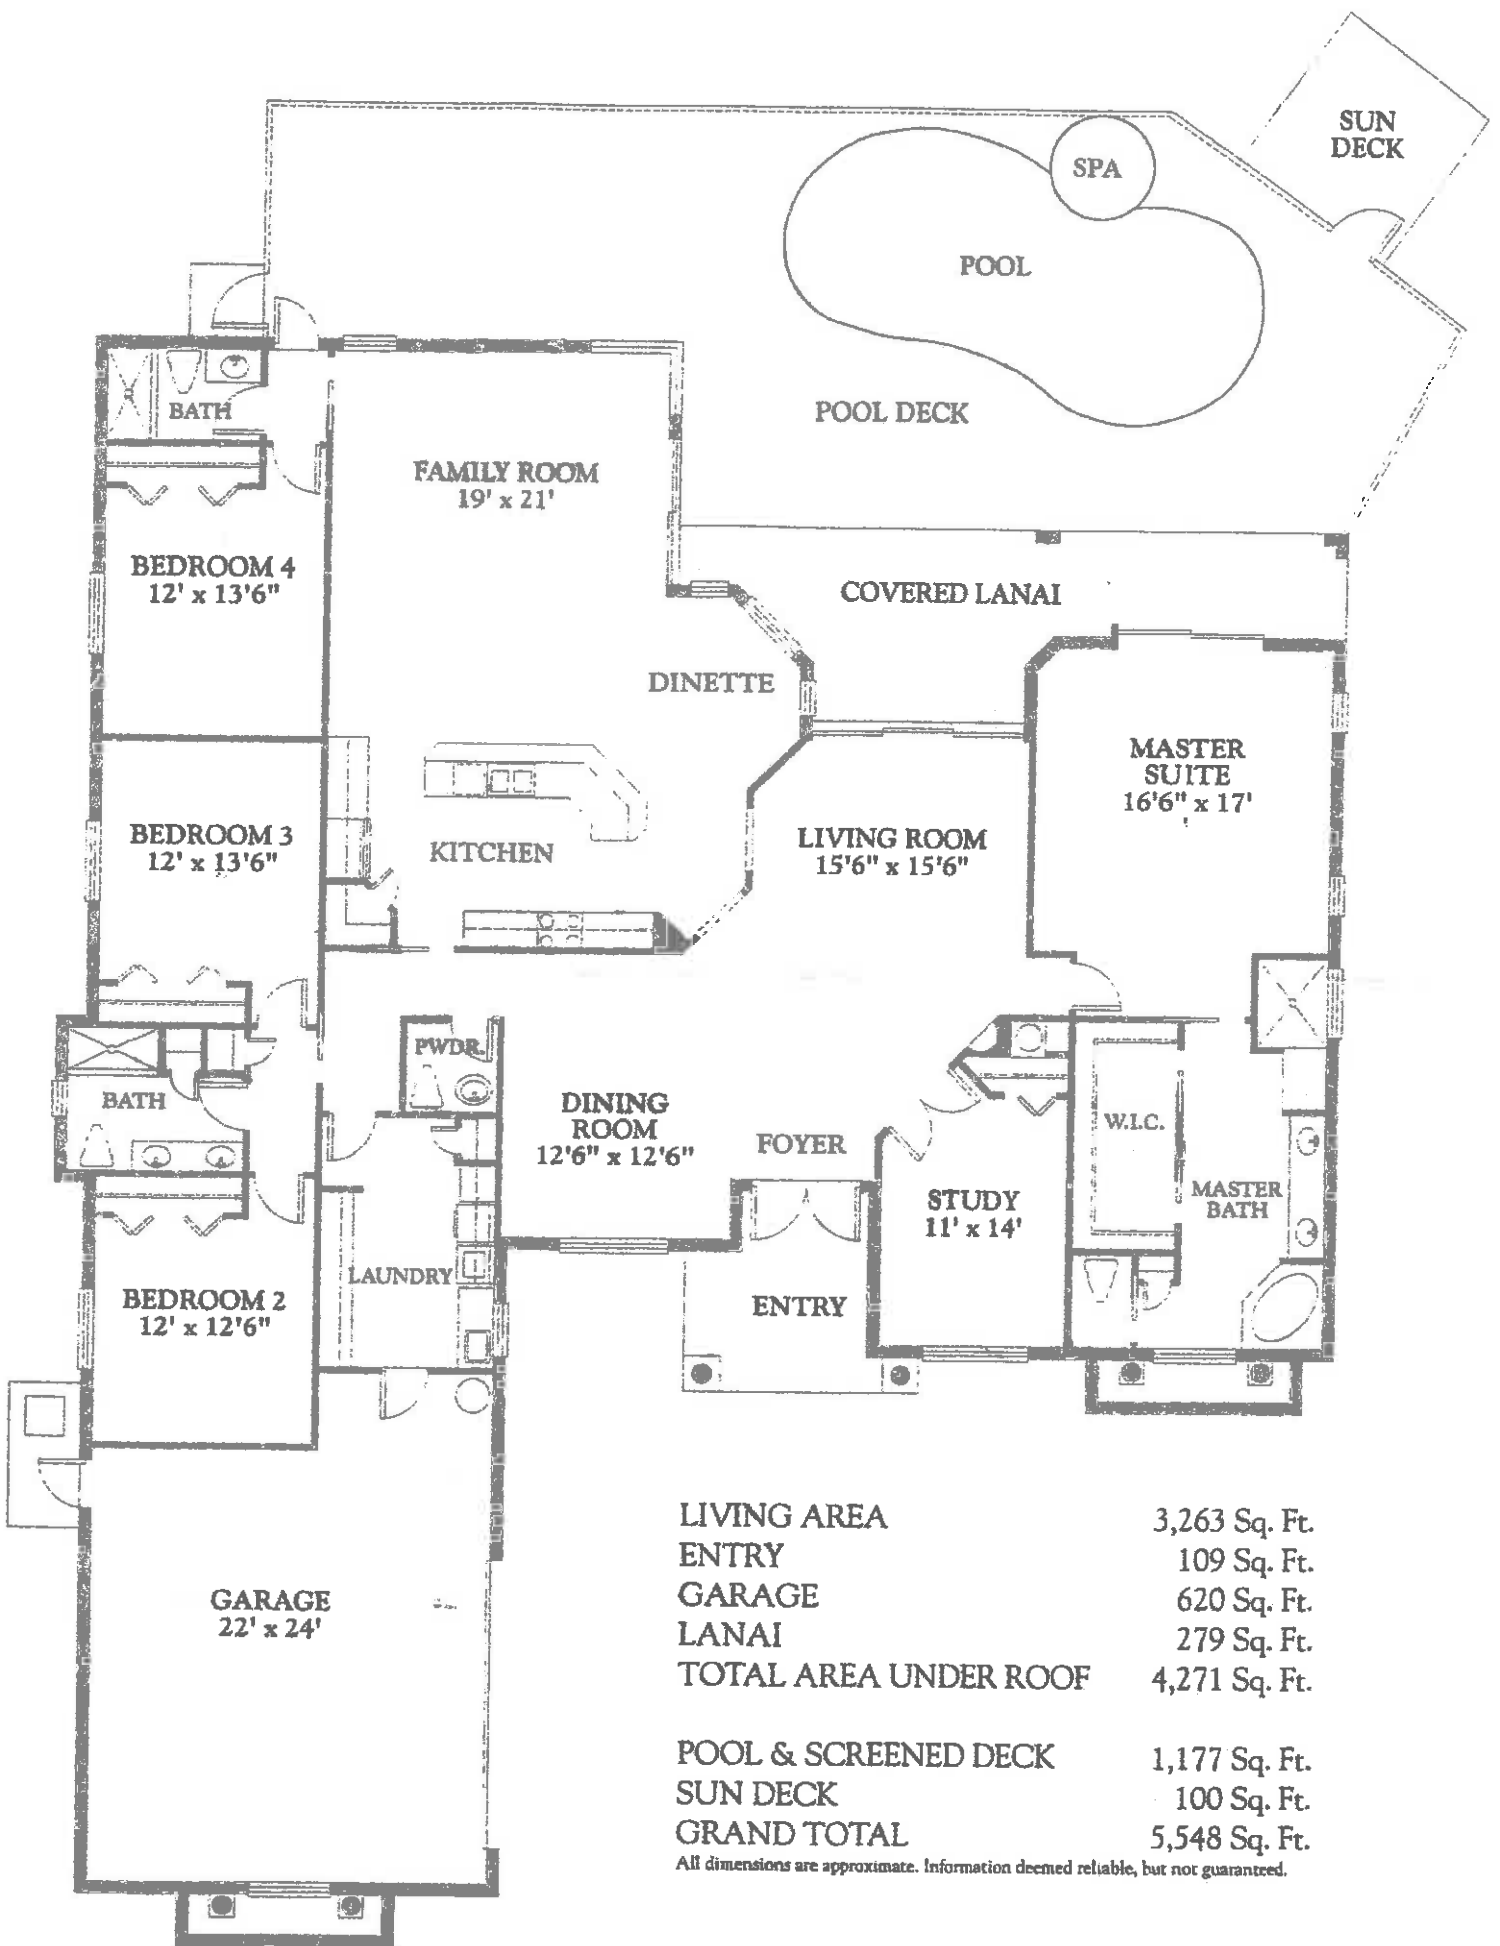 SUN
DECK
SPA
POOL
POOL DECK
BATH
FAMILY ROOM
19' x 21'
BEDROOM 4
12' x 13'6"
COVERED LANAI
DINETTE
MASTER
SUITE
16'6" x 17'
BEDROOM 3
12' x 13'6"
KITCHEN
LIVING ROOM
15'6" x 15'6"
PWDR.
BATH
DINING
ROOM
12'6" x 12'6"
FOYER
W.I.C.
STUDY
11' x 14'
MASTER
BATH
LAUNDRY
BEDROOM 2
12' x 12'6"
ENTRY
GARAGE
22' x 24'
LIVING AREA 3,263 Sq. Ft.
ENTRY 109 Sq. Ft.
GARAGE 620 Sq. Ft.
LANAI 279 Sq. Ft.
TOTAL AREA UNDER ROOF 4,271 Sq. Ft.
POOL & SCREENED DECK 1,177 Sq. Ft.
SUN DECK 100 Sq. Ft.
GRAND TOTAL 5,548 Sq. Ft.
All dimensions are approximate. Information deemed reliable, but not guaranteed.